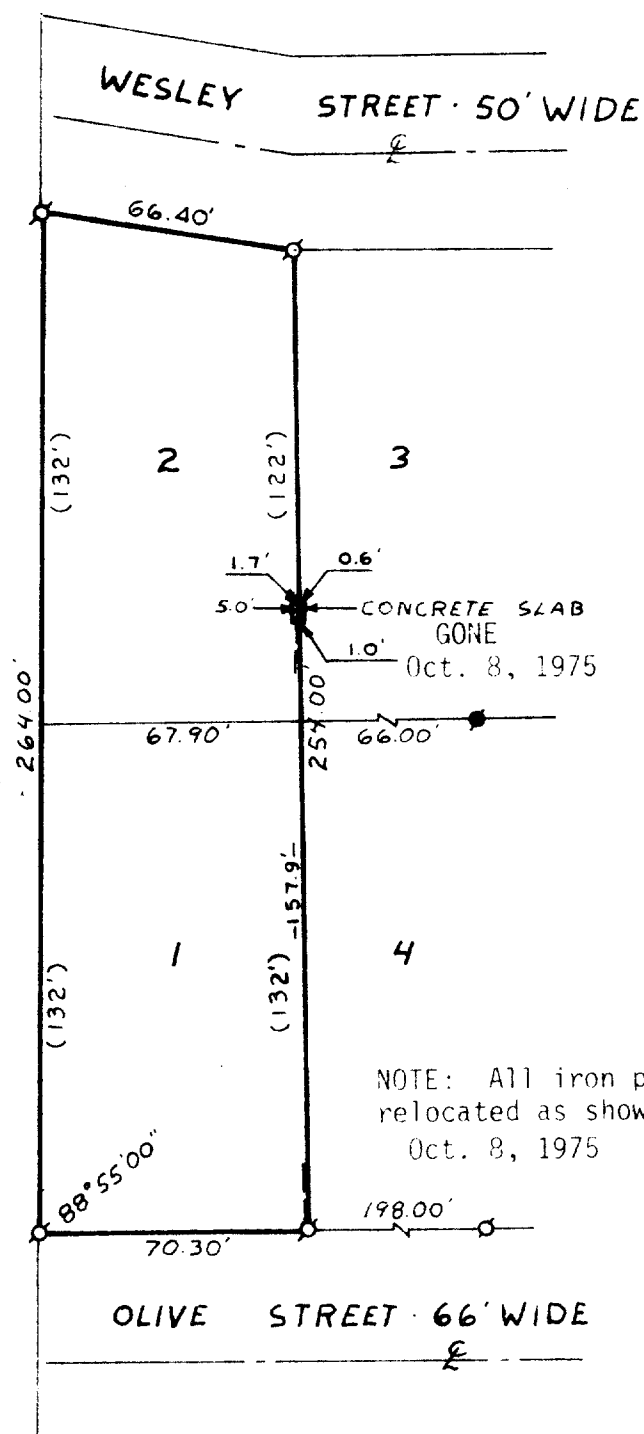 WESLEY STREET · 50' WIDE
℄
66.40'
(132')
2
(122')
3
1.7'
0.6'
5.0'
CONCRETE SLAB
GONE
1.0'
Oct. 8, 1975
264.00'
254.00'
67.90'
66.00'
-157.9'-
1
4
(132')
(132')
NOTE: All iron p
relocated as show
Oct. 8, 1975
88°55'00"
198.00'
70.30'
OLIVE STREET · 66' WIDE
℄